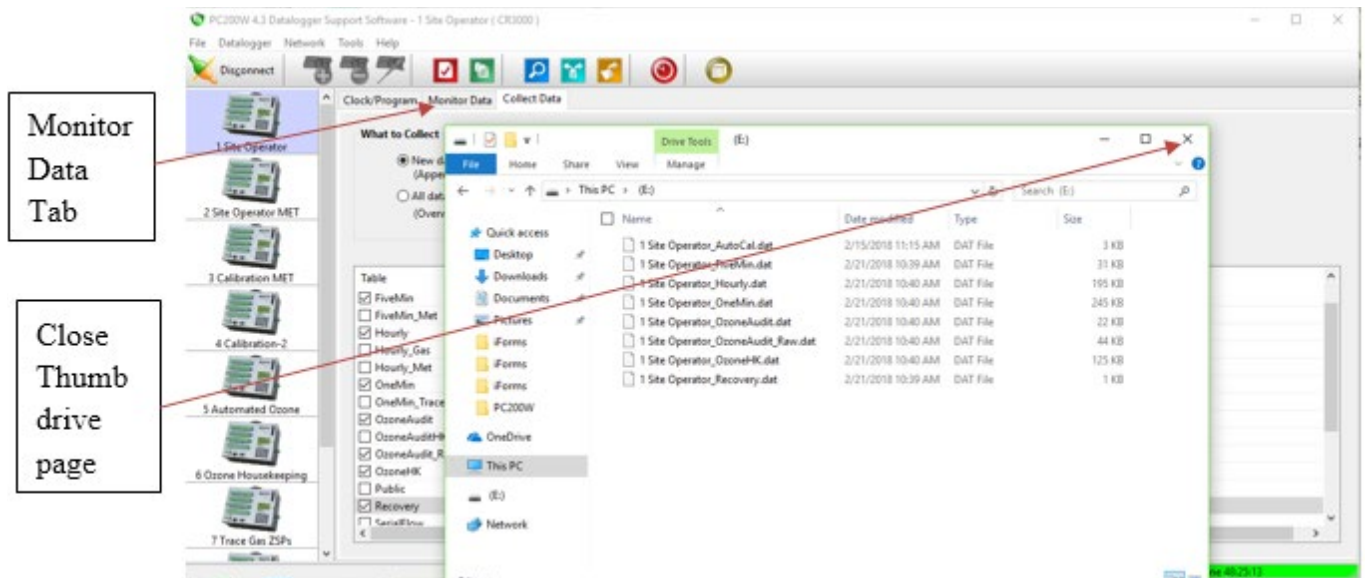 PC200W 4.3 Datalogger Support Software - 1 Site Operator ( CR3000 )
File Datalogger Network Tools Help
Disconnect
Monitor
Data
Tab
Close
Thumb
drive
page
1 Site Operator
2 Site Operator MET
3 Calibration MET
4 Calibration-2
5 Automated Ozone
6 Ozone Housekeeping
7 Trace Gas ZSPs
Clock/Program Monitor Data Collect Data
What to Collect
New d
(Appe
All dat
(Overw
Table
FiveMin
FiveMin_Met
Hourly
Hourly_Gas
Hourly_Met
OneMin
OneMin_Trace
OzoneAudit
OzoneAuditH
OzoneAudit_R
OzoneHK
Public
Recovery
SerialFlow
Drive Tools (E:)
File Home Share View Manage
This PC > (E:)
Search (E:)
Quick access
Desktop
Downloads
Documents
Pictures
iForms
iForms
iForms
PC200W
OneDrive
This PC
(E:)
Network
Name Date modified Type Size
1 Site Operator_AutoCal.dat 2/15/2018 11:15 AM DAT File 3 KB
1 Site Operator_FiveMin.dat 2/21/2018 10:39 AM DAT File 31 KB
1 Site Operator_Hourly.dat 2/21/2018 10:40 AM DAT File 195 KB
1 Site Operator_OneMin.dat 2/21/2018 10:40 AM DAT File 245 KB
1 Site Operator_OzoneAudit.dat 2/21/2018 10:40 AM DAT File 22 KB
1 Site Operator_OzoneAudit_Raw.dat 2/21/2018 10:40 AM DAT File 44 KB
1 Site Operator_OzoneHK.dat 2/21/2018 10:40 AM DAT File 125 KB
1 Site Operator_Recovery.dat 2/21/2018 10:39 AM DAT File 1 KB